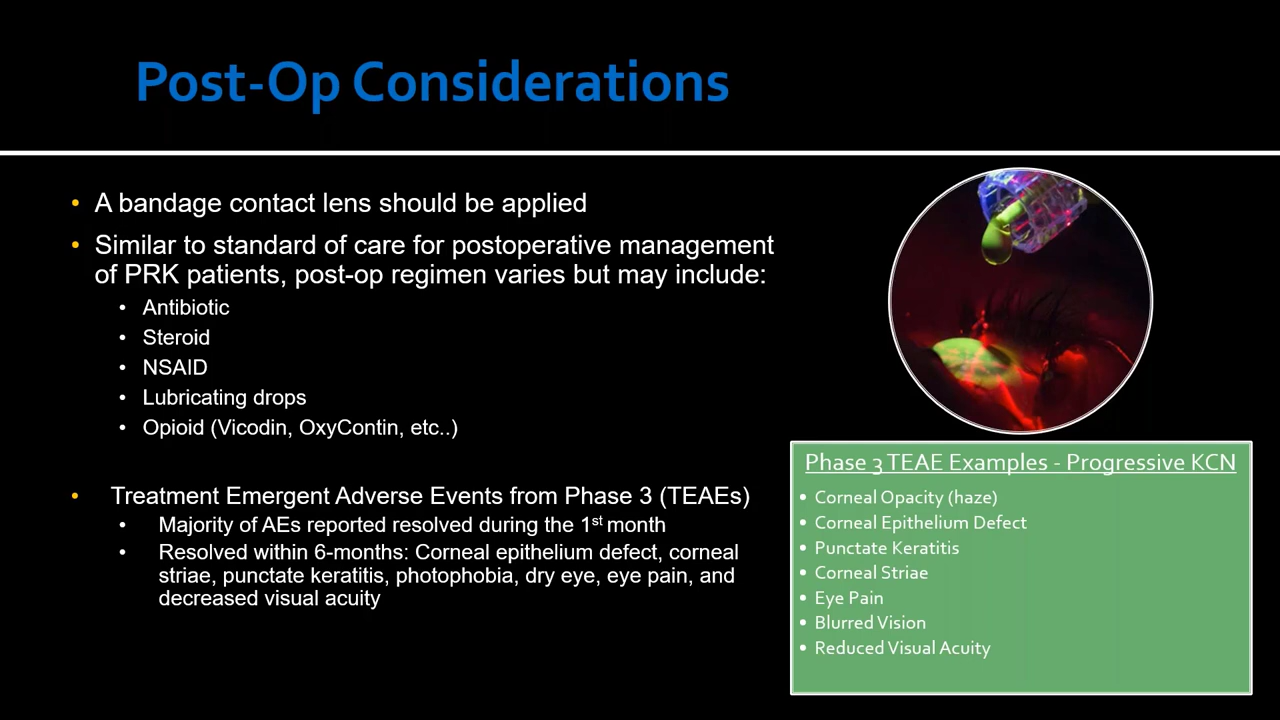 Post-Op Considerations
• A bandage contact lens should be applied
• Similar to standard of care for postoperative management
of PRK patients, post-op regimen varies but may include:
• Antibiotic
• Steroid
• NSAID
• Lubricating drops
• Opioid (Vicodin, OxyContin, etc..)
• Treatment Emergent Adverse Events from Phase 3 (TEAEs)
• Majority of AEs reported resolved during the 1st month
• Resolved within 6-months: Corneal epithelium defect, corneal
striae, punctate keratitis, photophobia, dry eye, eye pain, and
decreased visual acuity
Phase 3 TEAE Examples - Progressive KCN
• Corneal Opacity (haze)
• Corneal Epithelium Defect
• Punctate Keratitis
• Corneal Striae
• Eye Pain
• Blurred Vision
• Reduced Visual Acuity